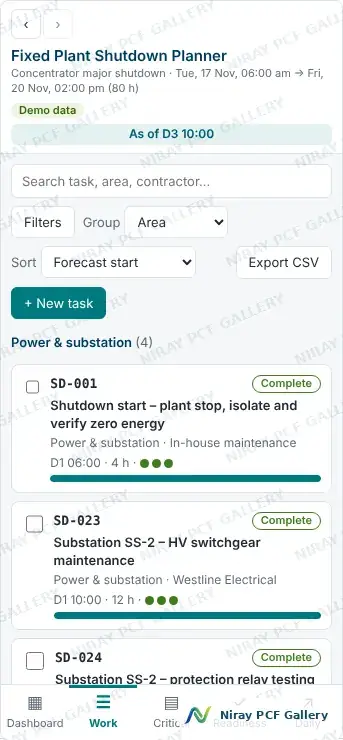 Fixed Plant Shutdown Planner
Concentrator major shutdown · Tue, 17 Nov, 06:00 am → Fri,
20 Nov, 02:00 pm (80 h)
Demo data
As of D3 10:00
Search task, area, contractor...
Filters
Group
Area
Sort
Forecast start
Export CSV
+ New task
Power & substation (4)
SD-001
Complete
Shutdown start – plant stop, isolate and
verify zero energy
Power & substation · In-house maintenance
D1 06:00 · 4 h ·
SD-023
Complete
Substation SS-2 – HV switchgear
maintenance
Power & substation · Westline Electrical
D1 10:00 · 12 h ·
SD-024
Complete
Substation SS-2 – protection relay testing
Dashboard
Work
Critic
Readiness
Daily
Niray PCF Gallery
NIRAY PCF GALLERY